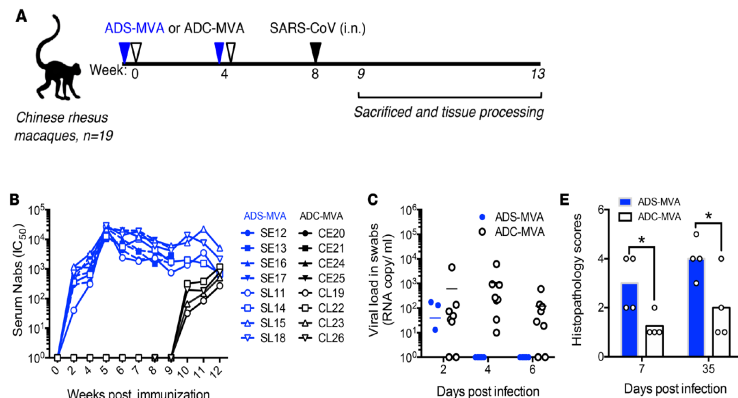 A
ADS-MVA or ADC-MVA SARS-CoV (i.n.)
Week: 0 4 8 9 13
Sacrificed and tissue processing
Chinese rhesus
macaques, n=19
B
Serum Nabs (IC50)
10^5
10^4
10^3
10^2
10^1
10^0
0 2 4 5 6 7 8 9 10 11 12
Weeks post immunization
ADS-MVA ADC-MVA
SE12 CE20
SE13 CE21
SE16 CE24
SE17 CE25
SL11 CL19
SL14 CL22
SL15 CL23
SL18 CL26
C
Viral load in swabs
(RNA copy/ ml)
10^6
10^5
10^4
10^3
10^2
10^1
10^0
ADS-MVA
ADC-MVA
2 4 6
Days post infection
E
Histopathology scores
6
4
2
0
ADS-MVA
ADC-MVA
*
*
7 35
Days post infection